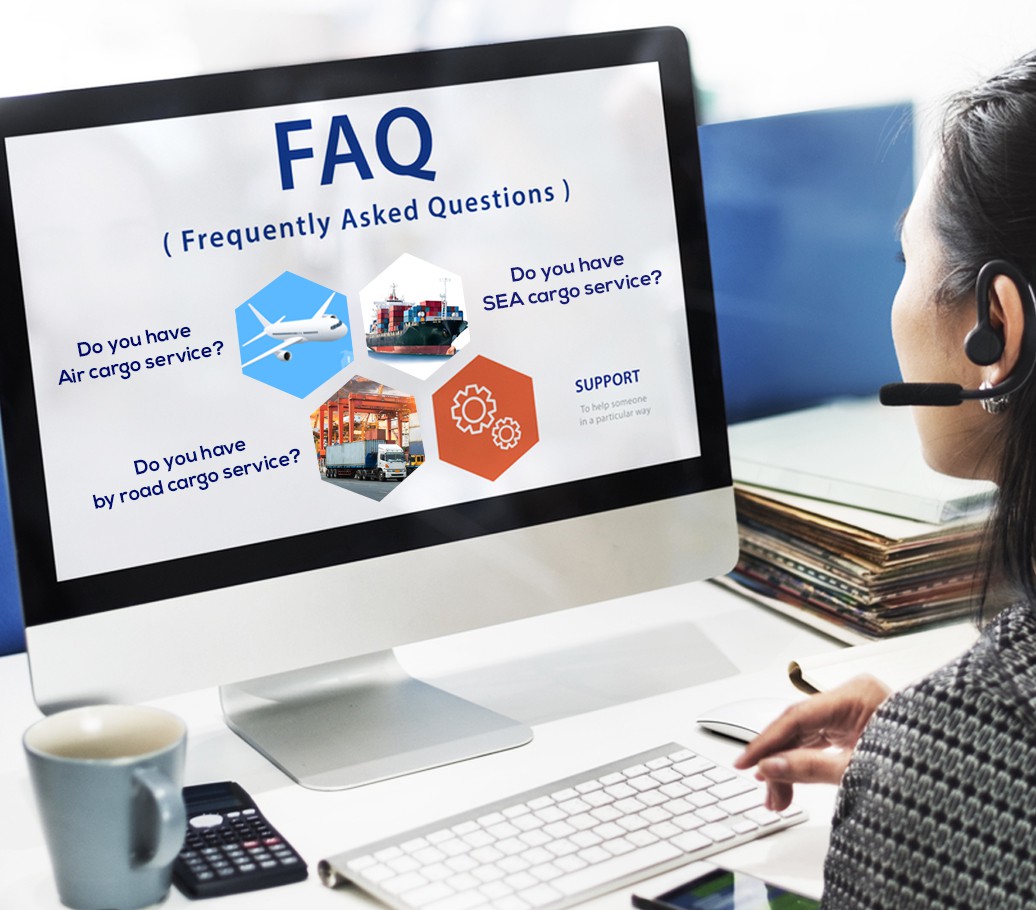 FAQ
( Frequently Asked Questions )
Do you have
SEA cargo service?
Do you have
Air cargo service?
SUPPORT
To help someone
in a particular way
Do you have
by road cargo service?